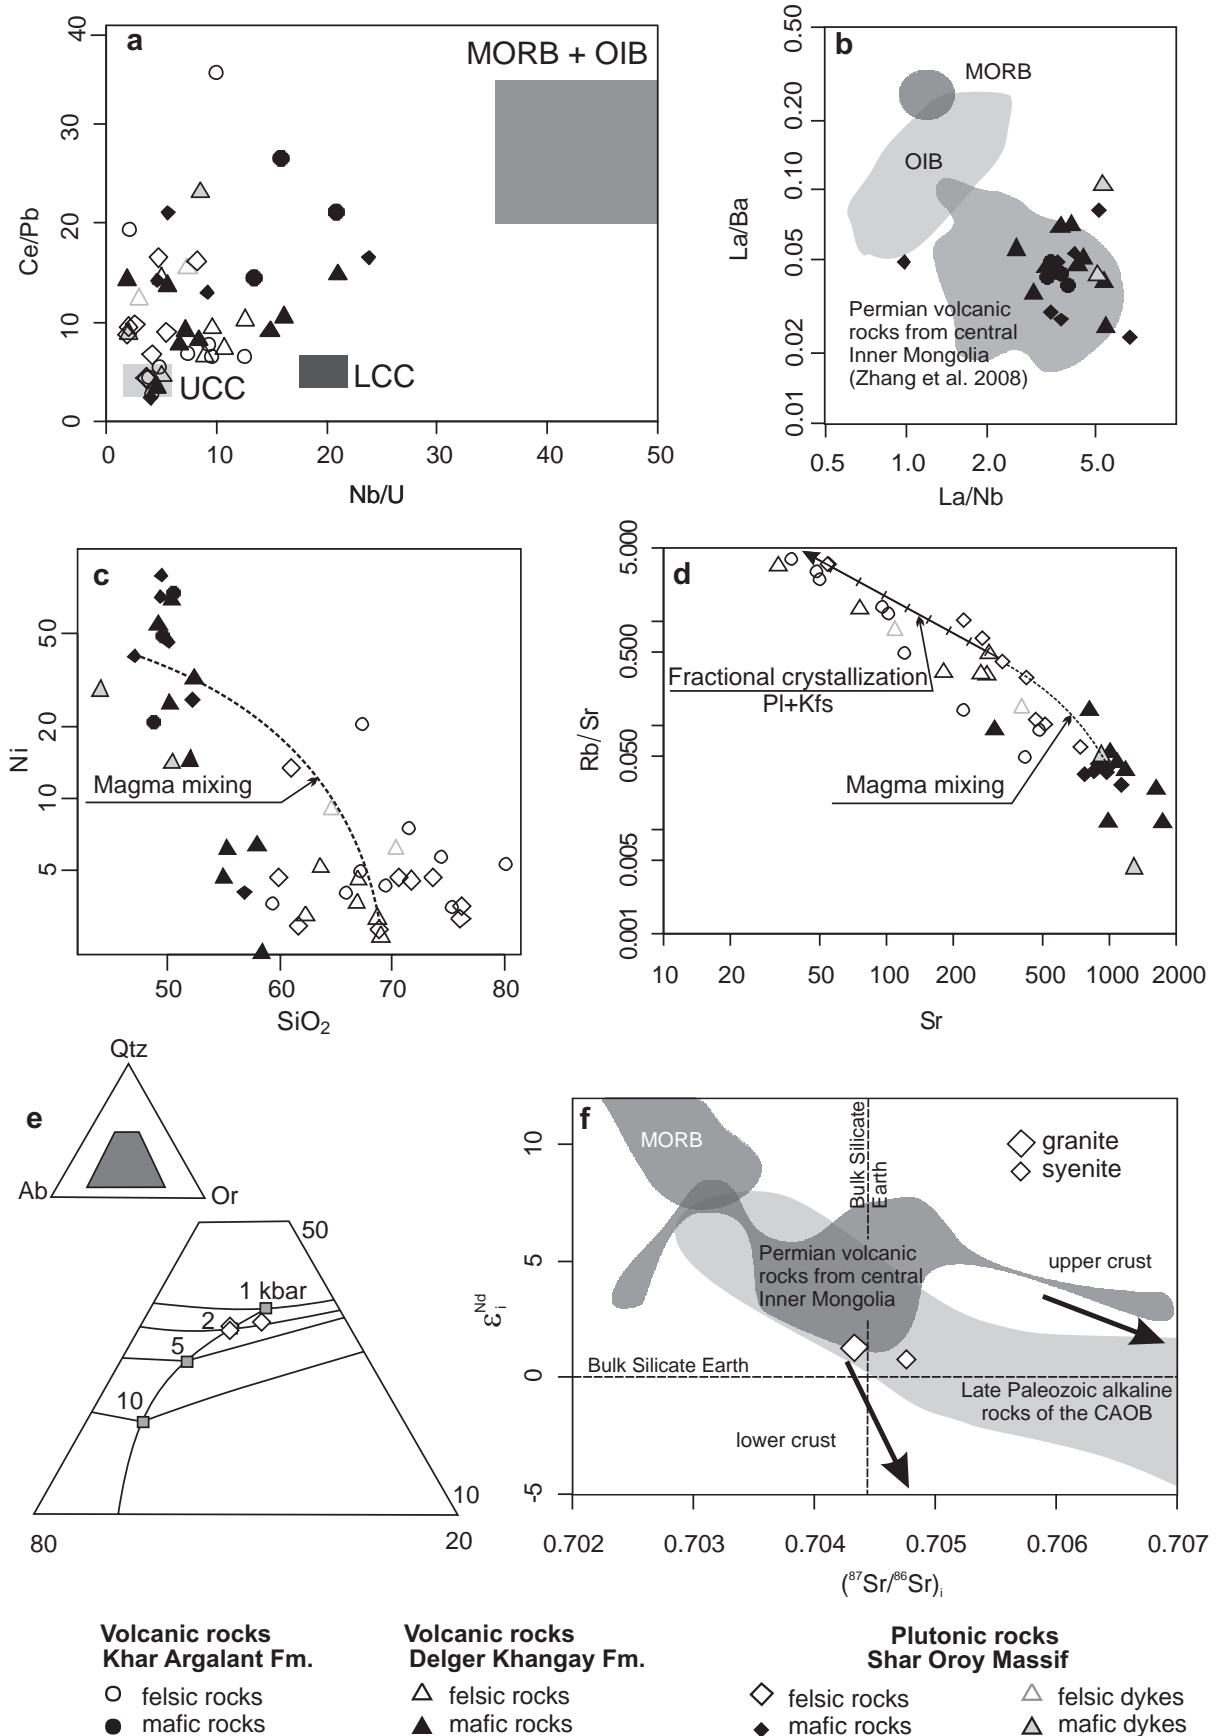 a
MORB + OIB
UCC
LCC
Ce/Pb
40
30
20
10
0
0 10 20 30 40 50
Nb/U
b
MORB
OIB
Permian volcanic
rocks from central
Inner Mongolia
(Zhang et al. 2008)
La/Ba
0.50
0.20
0.10
0.05
0.02
0.01
0.5 1.0 2.0 5.0
La/Nb
c
Magma mixing
Ni
50
20
10
5
50 60 70 80
SiO₂
d
Fractional crystallization
Pl+Kfs
Magma mixing
Rb/Sr
5.000
0.500
0.050
0.005
0.001
10 20 50 100 200 500 1000 2000
Sr
e
Qtz
Ab
Or
50
1 kbar
2
5
10
10
80
20
f
MORB
Bulk Silicate
Earth
granite
syenite
Permian volcanic
rocks from central
Inner Mongolia
upper crust
Bulk Silicate Earth
Late Paleozoic alkaline
rocks of the CAOB
lower crust
εᵢᴺᵈ
10
5
0
-5
0.702 0.703 0.704 0.705 0.706 0.707
(⁸⁷Sr/⁸⁶Sr)ᵢ
Volcanic rocks
Khar Argalant Fm.
felsic rocks
mafic rocks
Volcanic rocks
Delger Khangay Fm.
felsic rocks
mafic rocks
Plutonic rocks
Shar Oroy Massif
felsic rocks
mafic rocks
felsic dykes
mafic dykes